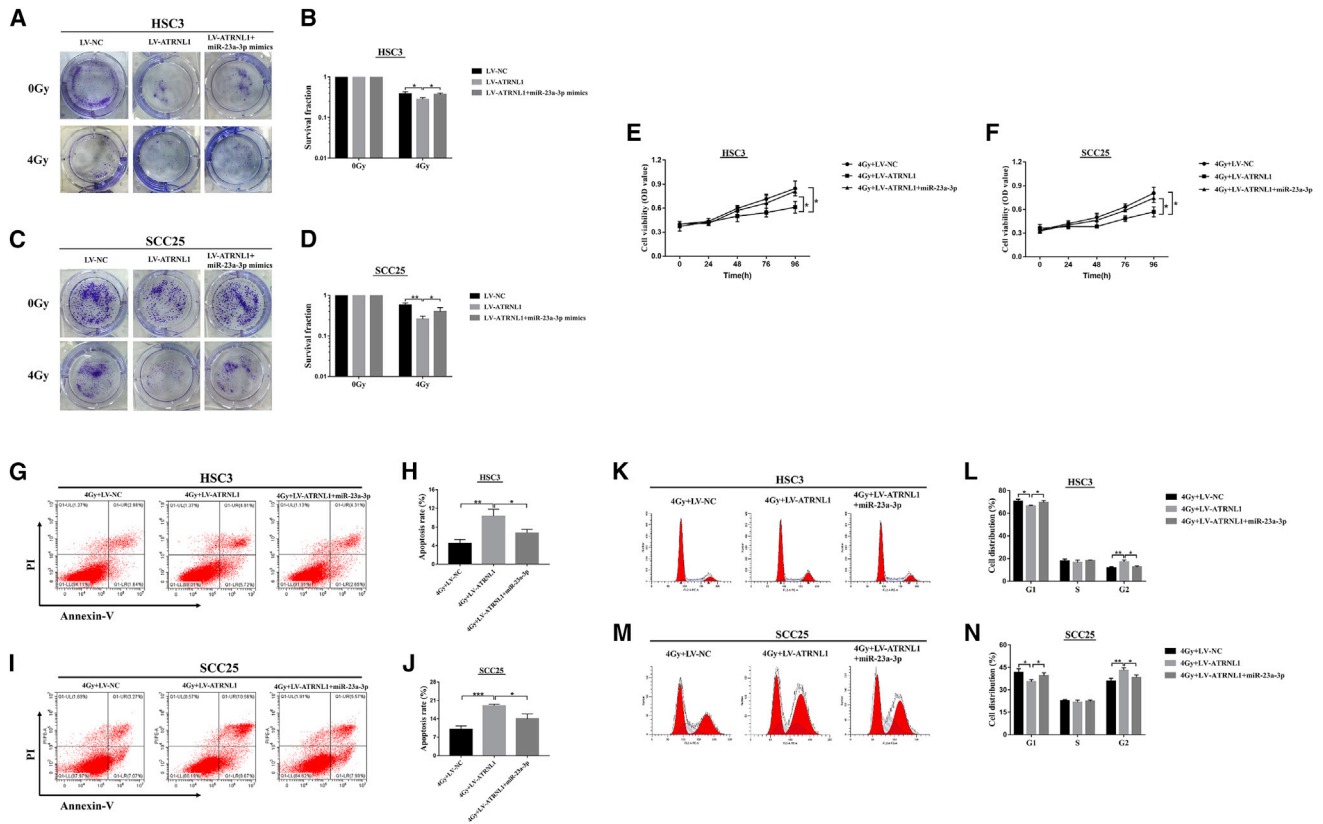 A
HSC3
LV-NC
LV-ATRNL1
LV-ATRNL1+
miR-23a-3p mimics
0Gy
4Gy
B
HSC3
Survival fraction
1
0.1
0.01
* *
0Gy
4Gy
LV-NC
LV-ATRNL1
LV-ATRNL1+miR-23a-3p mimics
C
SCC25
LV-NC
LV-ATRNL1
LV-ATRNL1+
miR-23a-3p mimics
0Gy
4Gy
D
SCC25
Survival fraction
1
0.1
0.01
** *
0Gy
4Gy
LV-NC
LV-ATRNL1
LV-ATRNL1+miR-23a-3p mimics
E
HSC3
Cell viability (OD value)
1.2
0.9
0.6
0.3
0.0
0 24 48 76 96
Time(h)
4Gy+LV-NC
4Gy+LV-ATRNL1
4Gy+LV-ATRNL1+miR-23a-3p
* *
F
SCC25
Cell viability (OD value)
1.2
0.9
0.6
0.3
0.0
0 24 48 76 96
Time(h)
4Gy+LV-NC
4Gy+LV-ATRNL1
4Gy+LV-ATRNL1+miR-23a-3p
* *
G
HSC3
4Gy+LV-NC
4Gy+LV-ATRNL1
4Gy+LV-ATRNL1+miR-23a-3p
PI
Annexin-V
H
HSC3
Apoptosis rate (%)
16
12
8
4
0
** *
4Gy+LV-NC
4Gy+LV-ATRNL1
4Gy+LV-ATRNL1+miR-23a-3p
I
SCC25
4Gy+LV-NC
4Gy+LV-ATRNL1
4Gy+LV-ATRNL1+miR-23a-3p
PI
Annexin-V
J
SCC25
Apoptosis rate (%)
30
20
10
0
*** *
4Gy+LV-NC
4Gy+LV-ATRNL1
4Gy+LV-ATRNL1+miR-23a-3p
K
HSC3
4Gy+LV-NC
4Gy+LV-ATRNL1
4Gy+LV-ATRNL1
+miR-23a-3p
L
HSC3
Cell distribution (%)
80
60
40
20
0
* *
** *
G1
S
G2
4Gy+LV-NC
4Gy+LV-ATRNL1
4Gy+LV-ATRNL1+miR-23a-3p
M
SCC25
4Gy+LV-NC
4Gy+LV-ATRNL1
4Gy+LV-ATRNL1
+miR-23a-3p
N
SCC25
Cell distribution (%)
60
40
20
0
* *
** *
G1
S
G2
4Gy+LV-NC
4Gy+LV-ATRNL1
4Gy+LV-ATRNL1+miR-23a-3p